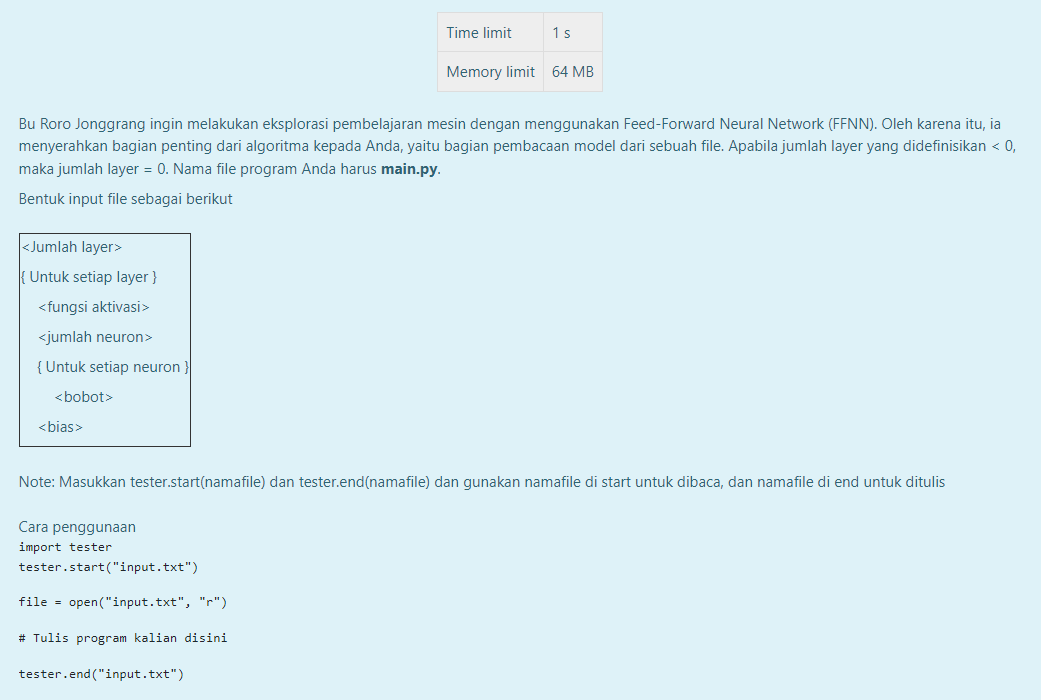 Time limit 1 s
Memory limit 64 MB
Bu Roro Jonggrang ingin melakukan eksplorasi pembelajaran mesin dengan menggunakan Feed-Forward Neural Network (FFNN). Oleh karena itu, ia
menyerahkan bagian penting dari algoritma kepada Anda, yaitu bagian pembacaan model dari sebuah file. Apabila jumlah layer yang didefinisikan < 0,
maka jumlah layer = 0. Nama file program Anda harus main.py.
Bentuk input file sebagai berikut
<Jumlah layer>
{ Untuk setiap layer }
<fungsi aktivasi>
<jumlah neuron>
{ Untuk setiap neuron }
<bobot>
<bias>
Note: Masukkan tester.start(namafile) dan tester.end(namafile) dan gunakan namafile di start untuk dibaca, dan namafile di end untuk ditulis
Cara penggunaan
import tester
tester.start("input.txt")
file = open("input.txt", "r")
# Tulis program kalian disini
tester.end("input.txt")